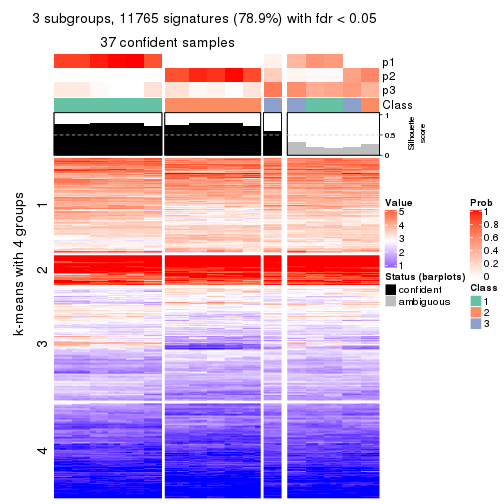 3 subgroups, 11765 signatures (78.9%) with fdr < 0.05
37 confident samples
p1
p2
p3
Class
1
0.5
0
Silhouette
score
k-means with 4 groups
1
2
3
4
Value
5
4
3
2
1
Status (barplots)
confident
ambiguous
Prob
1
0.8
0.6
0.4
0.2
0
Class
1
2
3